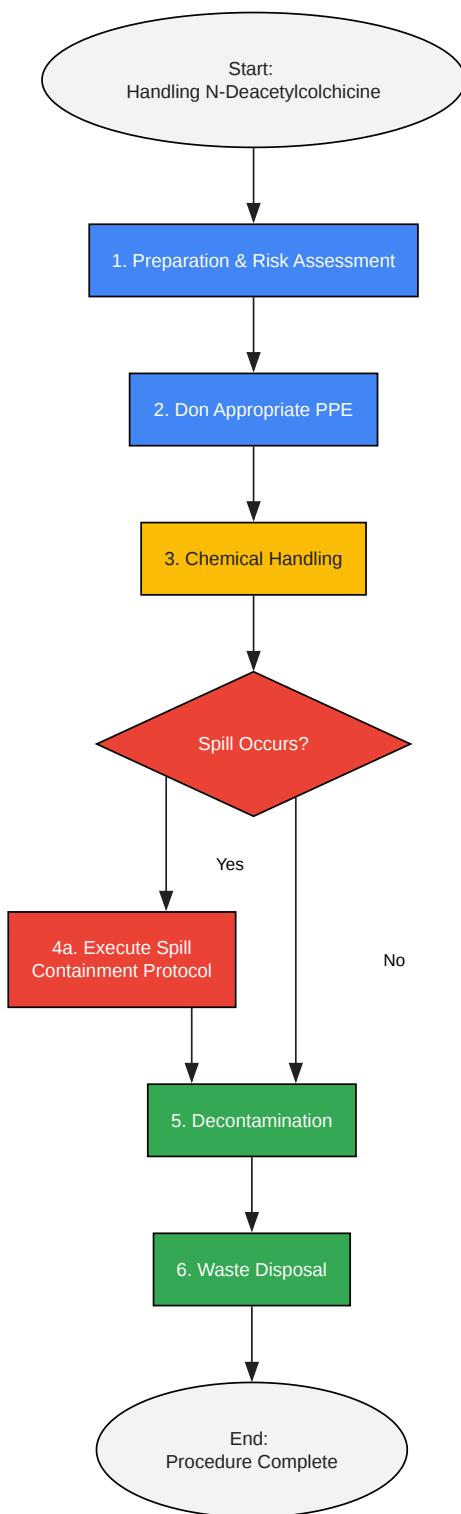 Start:
Handling N-Deacetylcolchicine
1. Preparation & Risk Assessment
2. Don Appropriate PPE
3. Chemical Handling
Spill Occurs?
Yes
4a. Execute Spill
Containment Protocol
No
5. Decontamination
6. Waste Disposal
End:
Procedure Complete